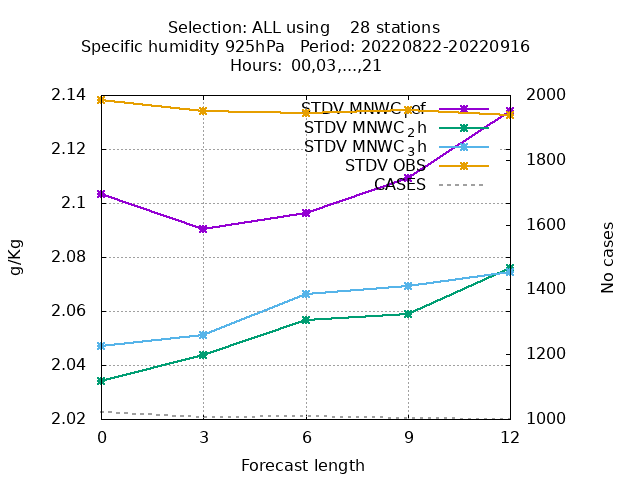 Selection: ALL using    28 stations
Specific humidity 925hPa   Period: 20220822-20220916
Hours: 00,03,...,21
2.14
2.12
2.1
2.08
2.06
2.04
2.02
2000
1800
1600
1400
1200
1000
0
3
6
9
12
g/Kg
No cases
Forecast length
STDV MNWC_ref
STDV MNWC_2h
STDV MNWC_3h
STDV OBS
CASES